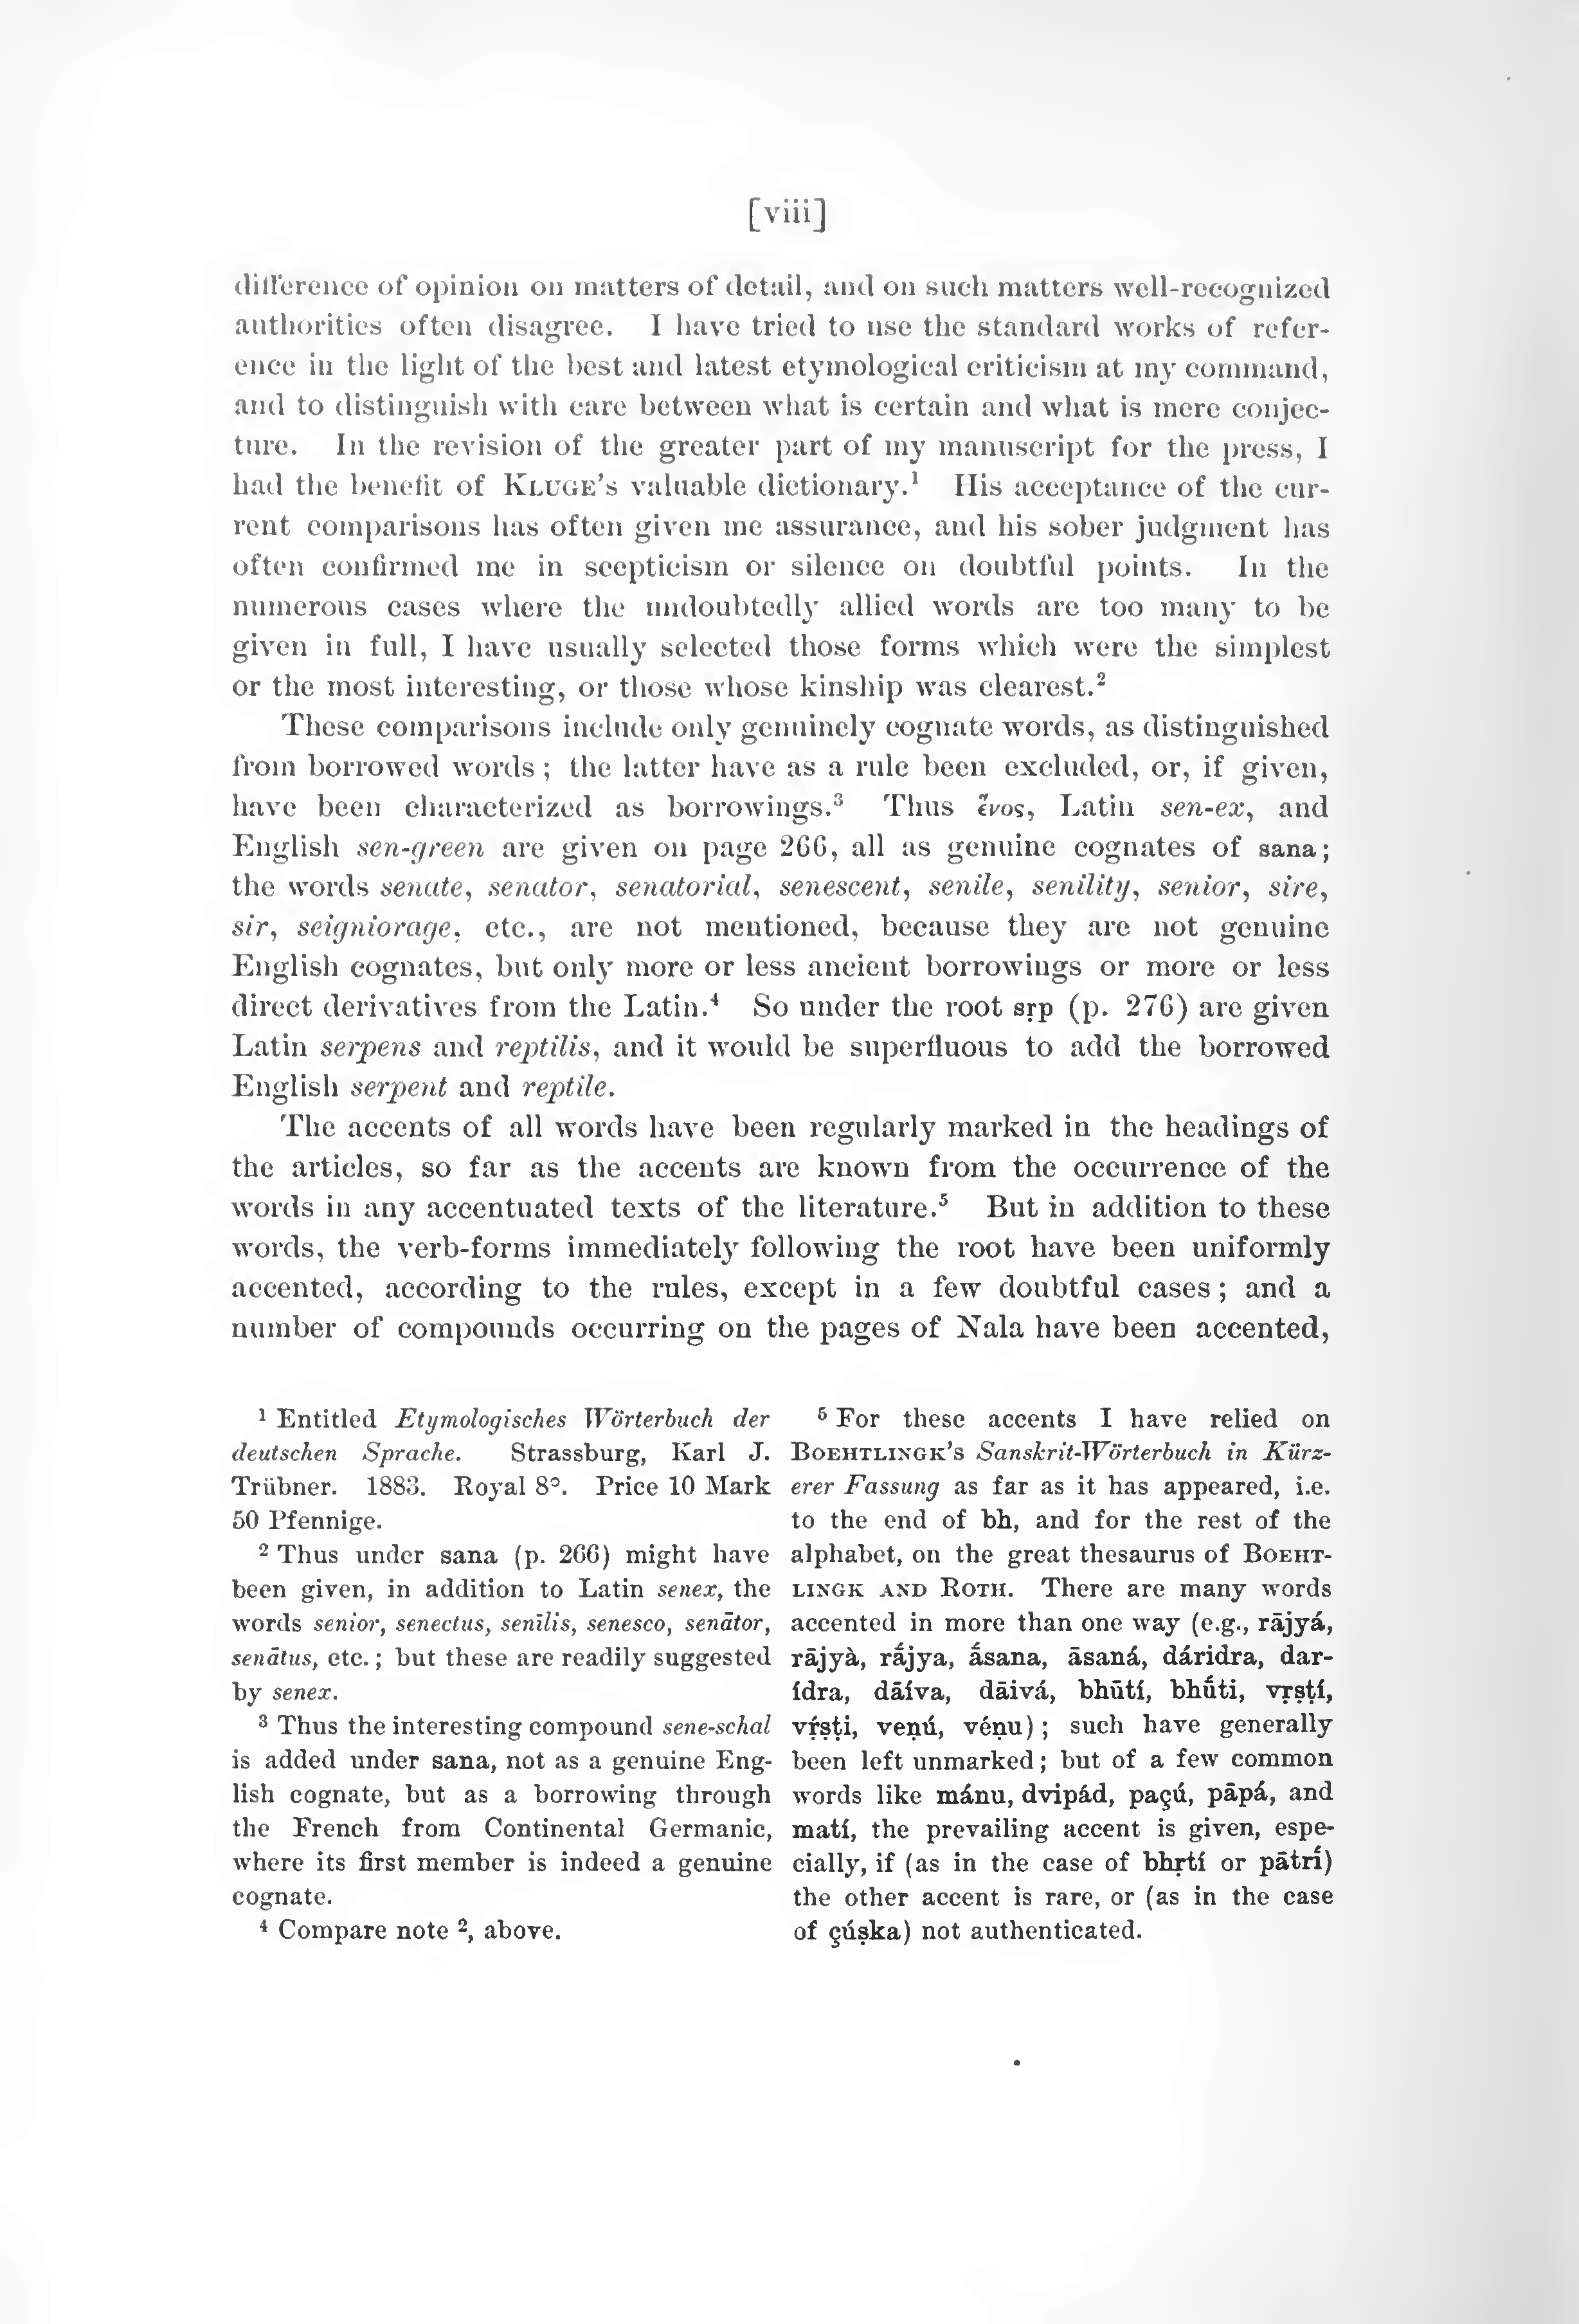 [viii]
difference of opinion on matters of detail, and on such matters well-recognized
authorities often disagree. I have tried to use the standard works of refer-
ence in the light of the best and latest etymological criticism at my command,
and to distinguish with care between what is certain and what is mere conjec-
ture. In the revision of the greater part of my manuscript for the press, I
had the benefit of KLUGE'S valuable dictionary.¹ His acceptance of the cur-
rent comparisons has often given me assurance, and his sober judgment has
often confirmed me in scepticism or silence on doubtful points. In the
numerous cases where the undoubtedly allied words are too many to be
given in full, I have usually selected those forms which were the simplest
or the most interesting, or those whose kinship was clearest.²
These comparisons include only genuinely cognate words, as distinguished
from borrowed words; the latter have as a rule been excluded, or, if given,
have been characterized as borrowings.³ Thus ἕνος, Latin sen-ex, and
English sen-green are given on page 266, all as genuine cognates of sana;
the words senate, senator, senatorial, senescent, senile, senility, senior, sire,
sir, seigniorage, etc., are not mentioned, because they are not genuine
English cognates, but only more or less ancient borrowings or more or less
direct derivatives from the Latin.⁴ So under the root sṛp (p. 276) are given
Latin serpens and reptilis, and it would be superfluous to add the borrowed
English serpent and reptile.
The accents of all words have been regularly marked in the headings of
the articles, so far as the accents are known from the occurrence of the
words in any accentuated texts of the literature.⁵ But in addition to these
words, the verb-forms immediately following the root have been uniformly
accented, according to the rules, except in a few doubtful cases; and a
number of compounds occurring on the pages of Nala have been accented,
¹ Entitled Etymologisches Wörterbuch der
deutschen Sprache. Strassburg, Karl J.
Trübner. 1883. Royal 8°. Price 10 Mark
50 Pfennige.
² Thus under sana (p. 266) might have
been given, in addition to Latin senex, the
words senior, senectus, senīlis, senesco, senātor,
senātus, etc.; but these are readily suggested
by senex.
³ Thus the interesting compound sene-schal
is added under sana, not as a genuine Eng-
lish cognate, but as a borrowing through
the French from Continental Germanic,
where its first member is indeed a genuine
cognate.
⁴ Compare note ², above.
⁵ For these accents I have relied on
BOEHTLINGK'S Sanskrit-Wörterbuch in Kürz-
erer Fassung as far as it has appeared, i.e.
to the end of bh, and for the rest of the
alphabet, on the great thesaurus of BOEHT-
LINGK AND ROTH. There are many words
accented in more than one way (e.g., rājyá,
rājyà, rā́jya, ā́sana, āsaná, dáridra, dar-
ídra, dāíva, dāivá, bhūtí, bhū́ti, vṛṣṭí,
vṛ́ṣṭi, veṇú, véṇu); such have generally
been left unmarked; but of a few common
words like mánu, dvipád, paçú, pāpá, and
matí, the prevailing accent is given, espe-
cially, if (as in the case of bhṛtí or pātrī́)
the other accent is rare, or (as in the case
of çúṣka) not authenticated.